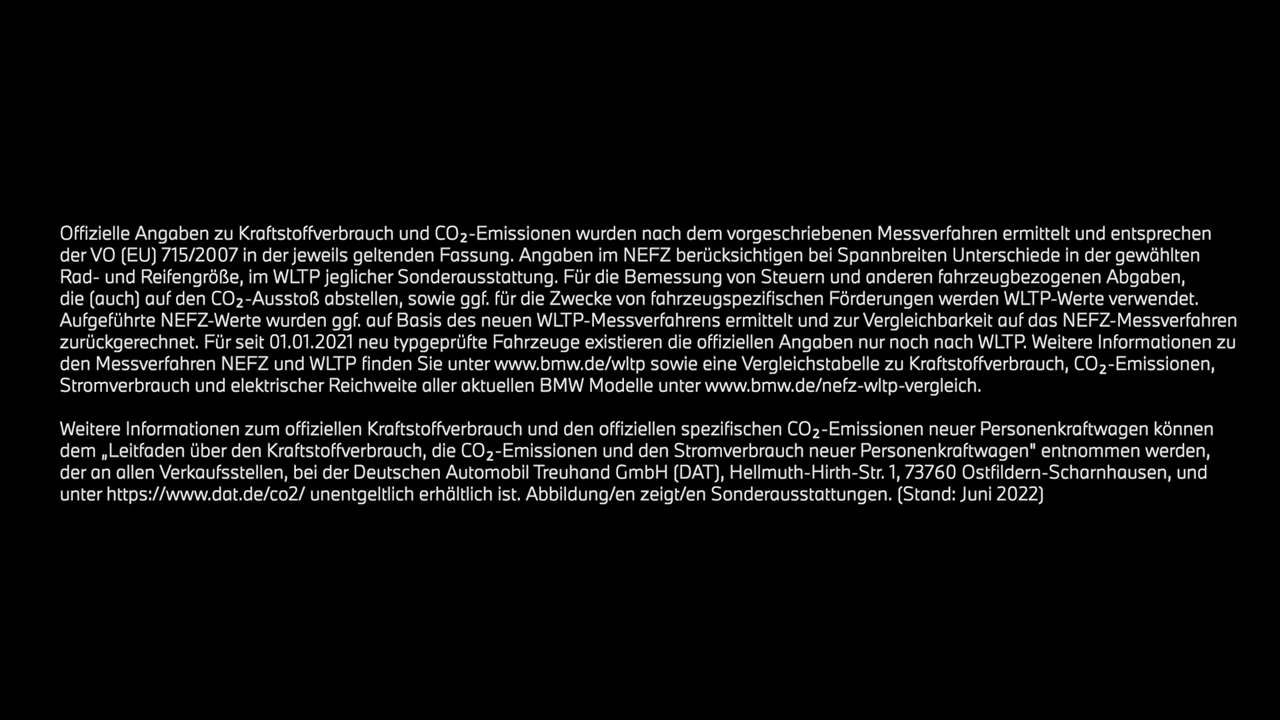 Offizielle Angaben zu Kraftstoffverbrauch und CO₂-Emissionen wurden nach dem vorgeschriebenen Messverfahren ermittelt und entsprechen
der VO (EU) 715/2007 in der jeweils geltenden Fassung. Angaben im NEFZ berücksichtigen bei Spannbreiten Unterschiede in der gewählten
Rad- und Reifengröße, im WLTP jeglicher Sonderausstattung. Für die Bemessung von Steuern und anderen fahrzeugbezogenen Abgaben,
die (auch) auf den CO₂-Ausstoß abstellen, sowie ggf. für die Zwecke von fahrzeugspezifischen Förderungen werden WLTP-Werte verwendet.
Aufgeführte NEFZ-Werte wurden ggf. auf Basis des neuen WLTP-Messverfahrens ermittelt und zur Vergleichbarkeit auf das NEFZ-Messverfahren
zurückgerechnet. Für seit 01.01.2021 neu typgeprüfte Fahrzeuge existieren die offiziellen Angaben nur noch nach WLTP. Weitere Informationen zu
den Messverfahren NEFZ und WLTP finden Sie unter www.bmw.de/wltp sowie eine Vergleichstabelle zu Kraftstoffverbrauch, CO₂-Emissionen,
Stromverbrauch und elektrischer Reichweite aller aktuellen BMW Modelle unter www.bmw.de/nefz-wltp-vergleich.
Weitere Informationen zum offiziellen Kraftstoffverbrauch und den offiziellen spezifischen CO₂-Emissionen neuer Personenkraftwagen können
dem „Leitfaden über den Kraftstoffverbrauch, die CO₂-Emissionen und den Stromverbrauch neuer Personenkraftwagen" entnommen werden,
der an allen Verkaufsstellen, bei der Deutschen Automobil Treuhand GmbH (DAT), Hellmuth-Hirth-Str. 1, 73760 Ostfildern-Scharnhausen, und
unter https://www.dat.de/co2/ unentgeltlich erhältlich ist. Abbildung/en zeigt/en Sonderausstattungen. (Stand: Juni 2022)